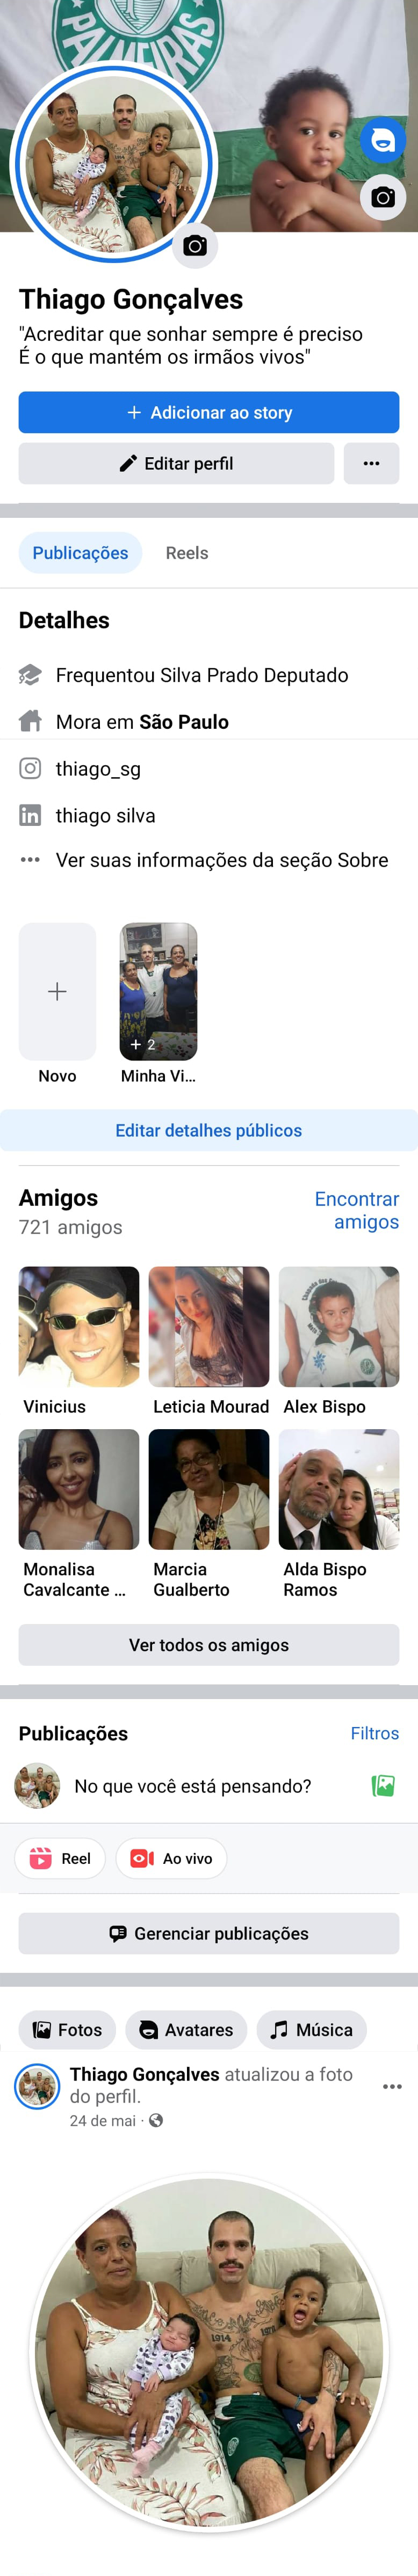 PALMEIRAS
Thiago Gonçalves
"Acreditar que sonhar sempre é preciso
É o que mantém os irmãos vivos"
+ Adicionar ao story
Editar perfil
Publicações Reels
Detalhes
Frequentou Silva Prado Deputado
Mora em São Paulo
thiago_sg
thiago silva
Ver suas informações da seção Sobre
+ 2
Novo Minha Vi...
Editar detalhes públicos
Amigos Encontrar
amigos
721 amigos
Vinicius Leticia Mourad Alex Bispo
Monalisa Marcia Alda Bispo
Cavalcante ... Gualberto Ramos
Ver todos os amigos
Publicações Filtros
No que você está pensando?
Reel Ao vivo
Gerenciar publicações
Fotos Avatares Música
Thiago Gonçalves atualizou a foto
do perfil.
24 de mai ·
1914